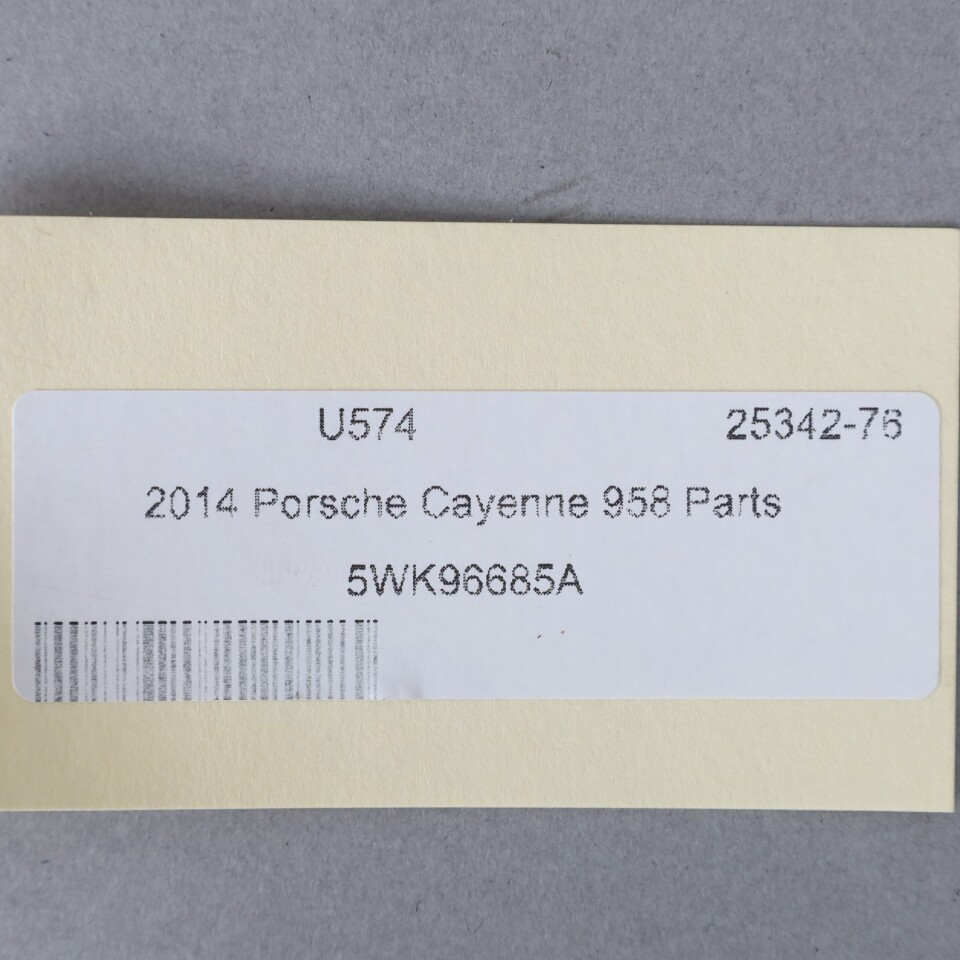 U574 25342-76
2014 Porsche Cayenne 958 Parts
5WK96685A